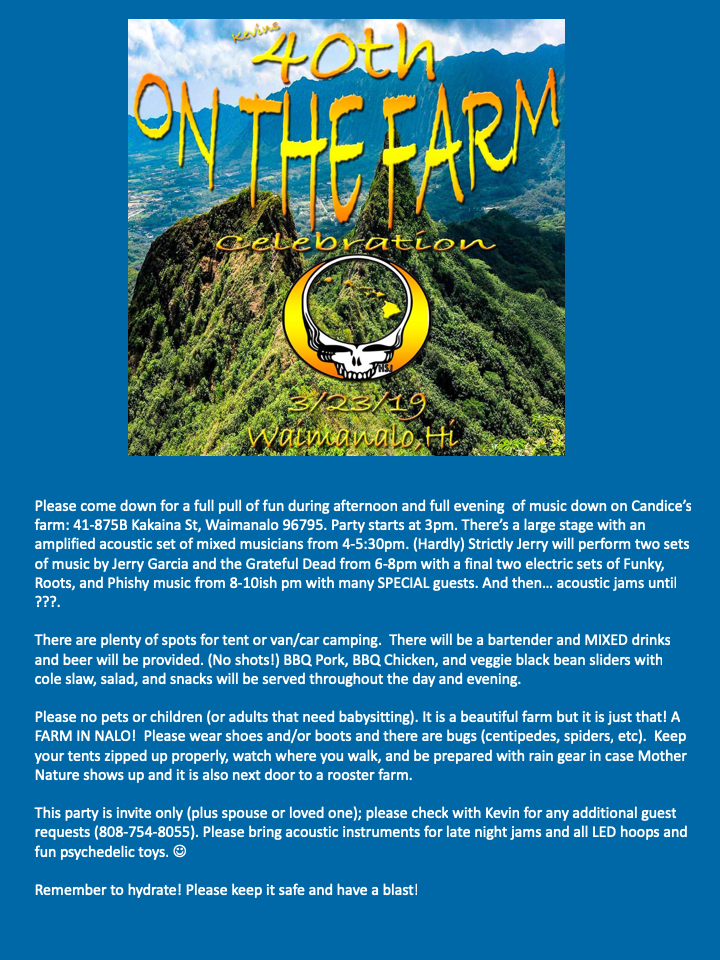 Kevins
40th
ON THE FARM
Celebration
HI
3/23/19
Waimanalo,Hi
Please come down for a full pull of fun during afternoon and full evening  of music down on Candice’s
farm: 41-875B Kakaina St, Waimanalo 96795. Party starts at 3pm. There’s a large stage with an
amplified acoustic set of mixed musicians from 4-5:30pm. (Hardly) Strictly Jerry will perform two sets
of music by Jerry Garcia and the Grateful Dead from 6-8pm with a final two electric sets of Funky,
Roots, and Phishy music from 8-10ish pm with many SPECIAL guests. And then... acoustic jams until
???.
There are plenty of spots for tent or van/car camping.  There will be a bartender and MIXED drinks
and beer will be provided. (No shots!) BBQ Pork, BBQ Chicken, and veggie black bean sliders with
cole slaw, salad, and snacks will be served throughout the day and evening.
Please no pets or children (or adults that need babysitting). It is a beautiful farm but it is just that! A
FARM IN NALO!  Please wear shoes and/or boots and there are bugs (centipedes, spiders, etc).  Keep
your tents zipped up properly, watch where you walk, and be prepared with rain gear in case Mother
Nature shows up and it is also next door to a rooster farm.
This party is invite only (plus spouse or loved one); please check with Kevin for any additional guest
requests (808-754-8055). Please bring acoustic instruments for late night jams and all LED hoops and
fun psychedelic toys. ☺
Remember to hydrate! Please keep it safe and have a blast!